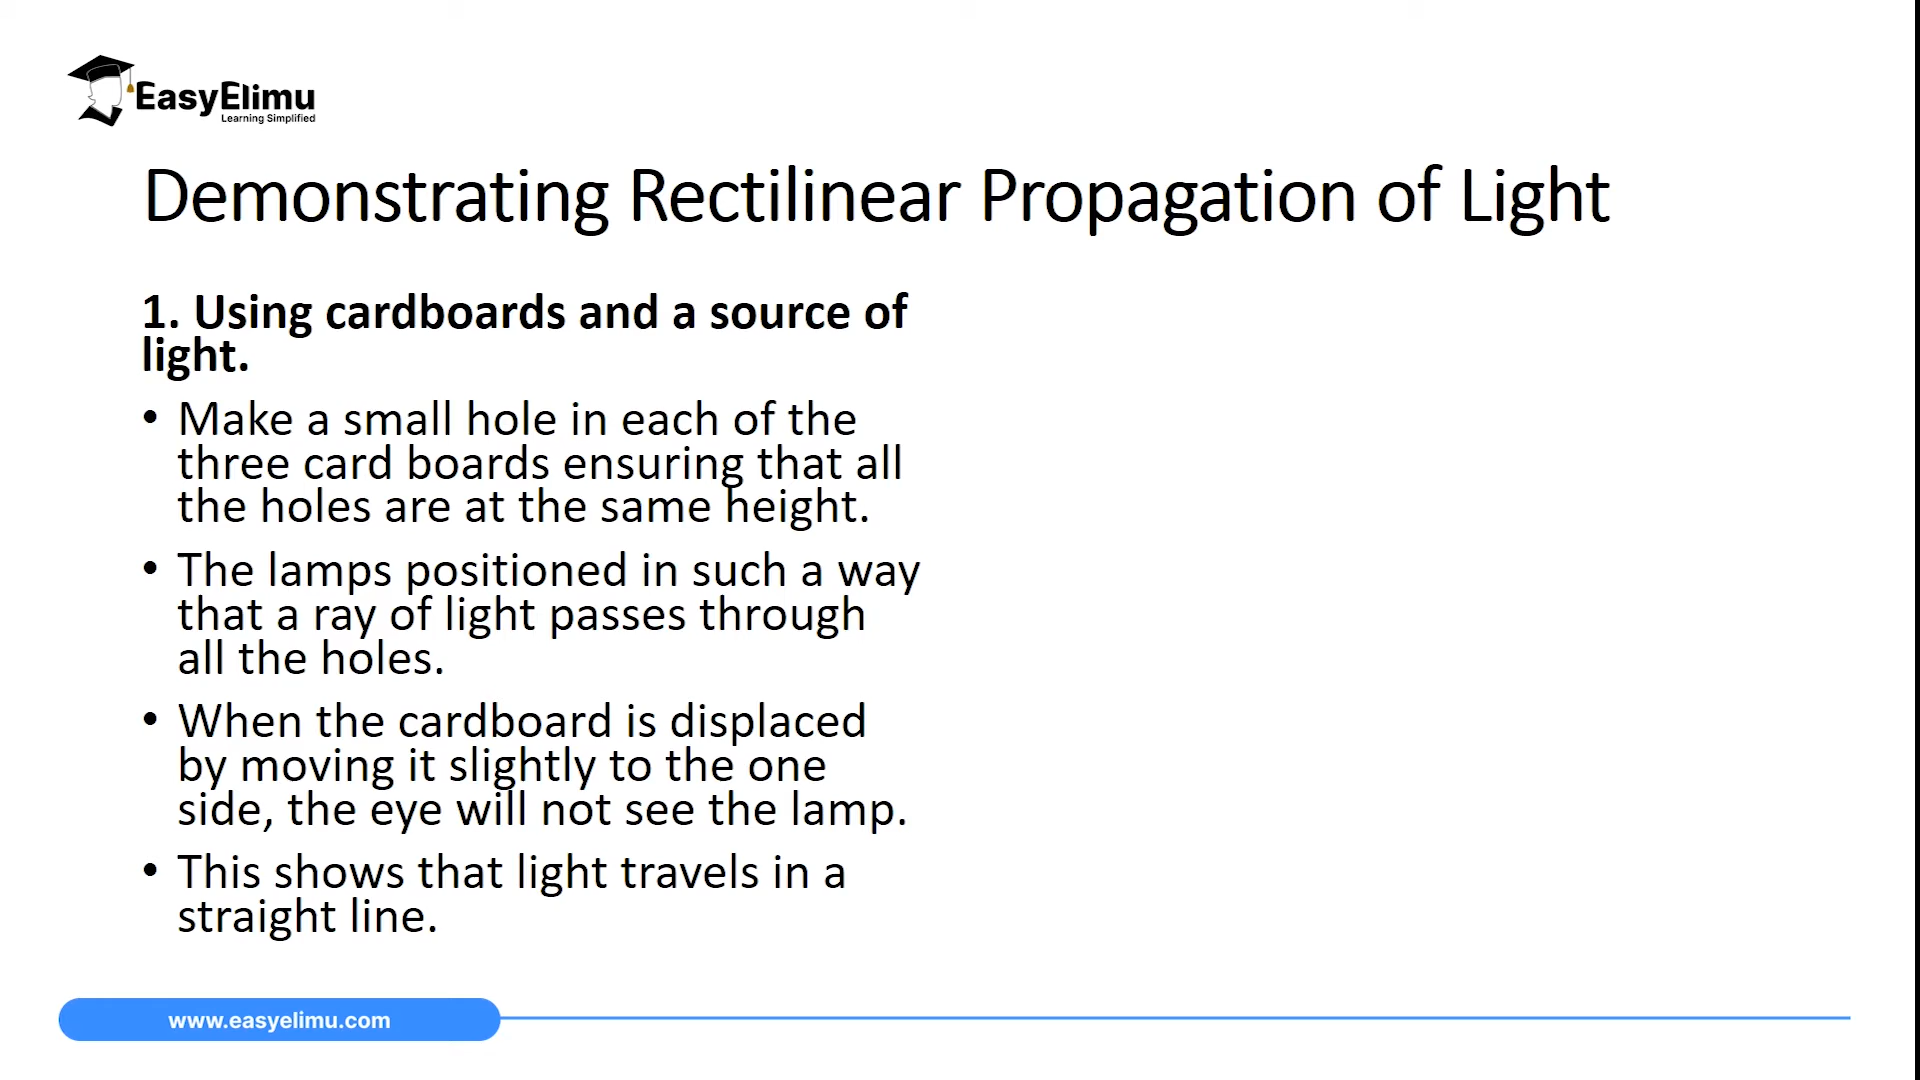 EasyElimu
Learning Simplified
Demonstrating Rectilinear Propagation of Light
1. Using cardboards and a source of
light.
• Make a small hole in each of the
three card boards ensuring that all
the holes are at the same height.
• The lamps positioned in such a way
that a ray of light passes through
all the holes.
• When the cardboard is displaced
by moving it slightly to the one
side, the eye will not see the lamp.
• This shows that light travels in a
straight line.
www.easyelimu.com